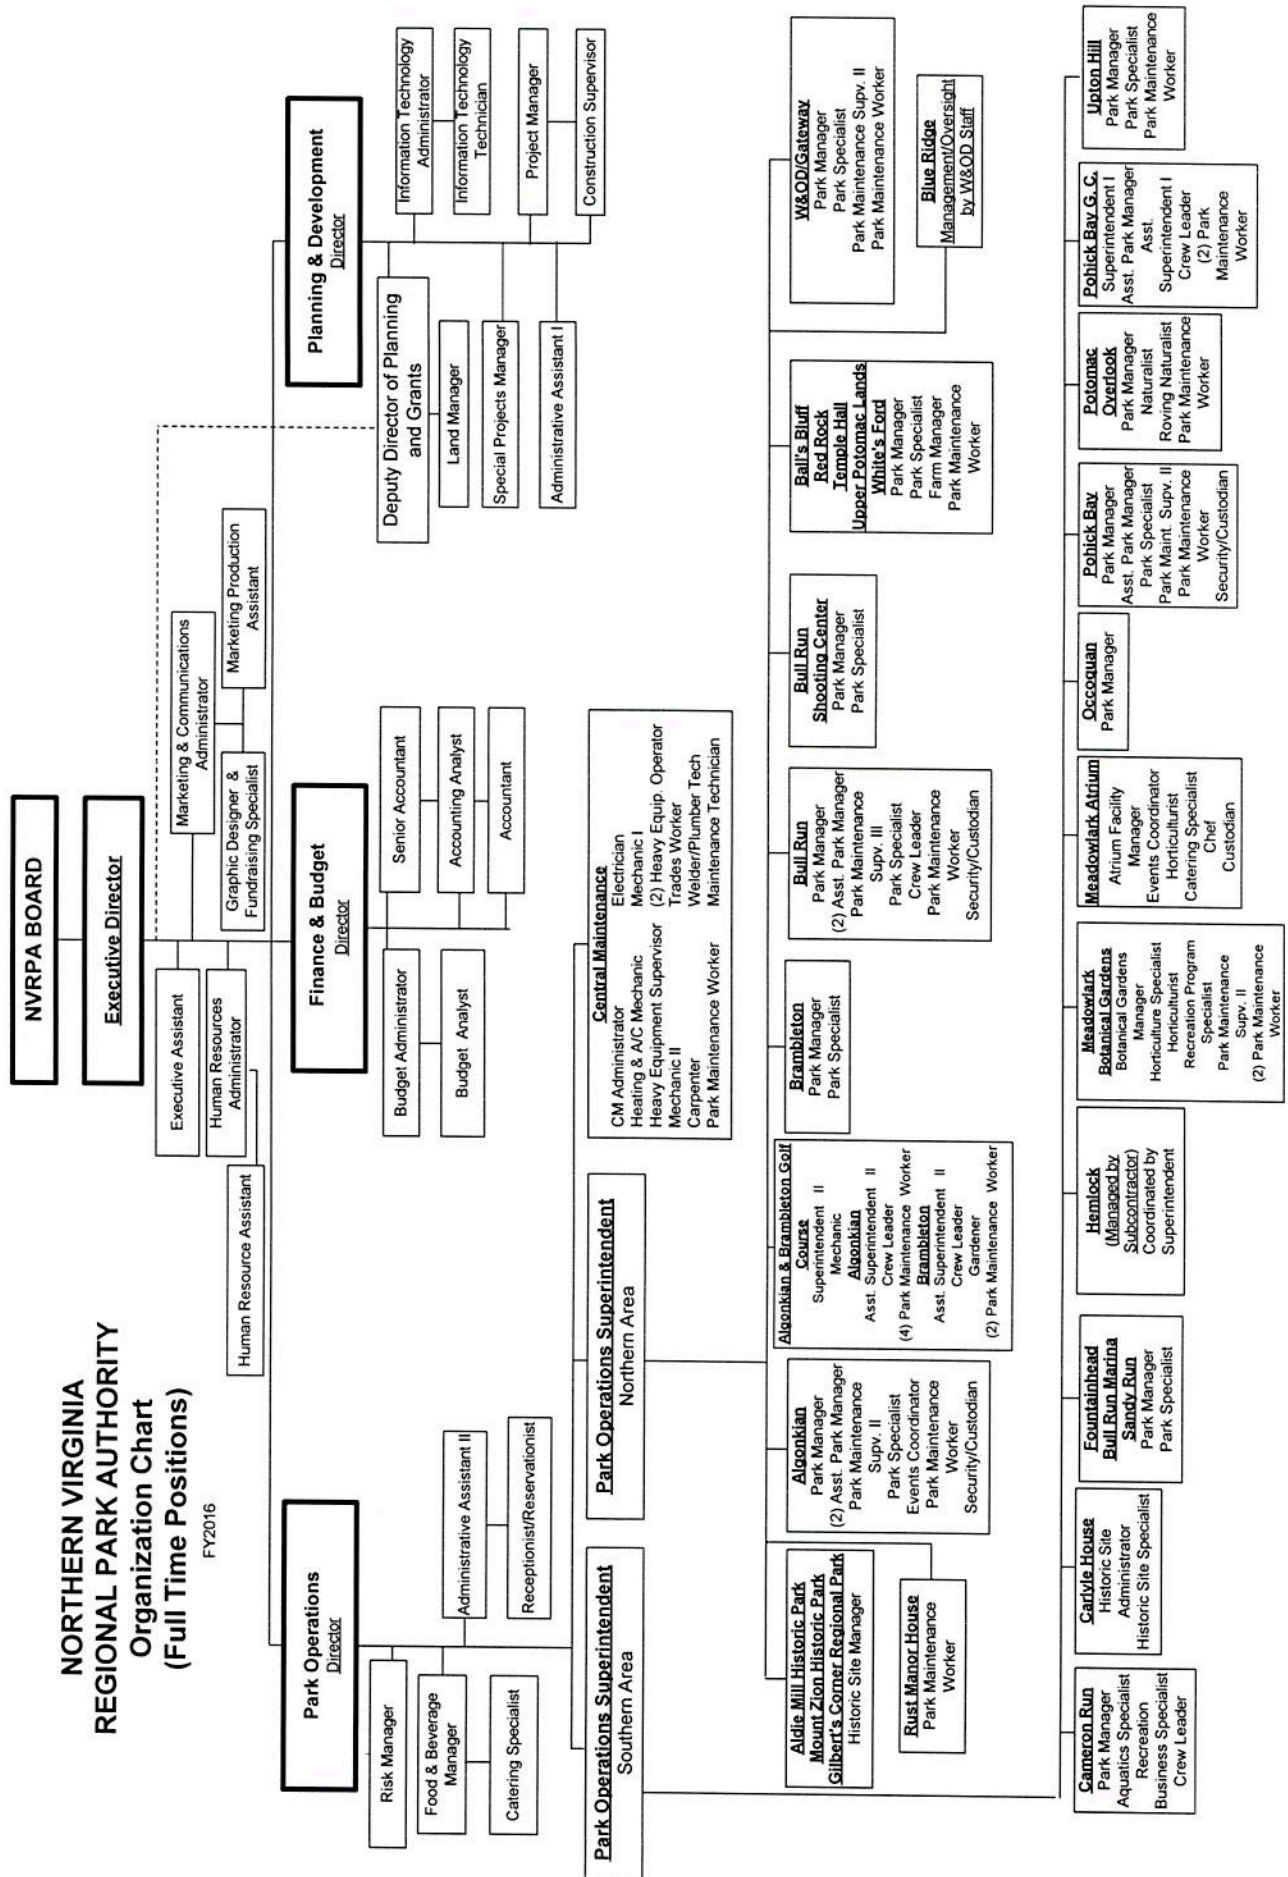 NORTHERN VIRGINIA
REGIONAL PARK AUTHORITY
Organization Chart
(Full Time Positions)
FY2016
NVRPA BOARD
Executive Director
Executive Assistant
Human Resources
Administrator
Human Resource Assistant
Marketing & Communications
Administrator
Graphic Designer &
Fundraising Specialist
Marketing Production
Assistant
Park Operations
Director
Risk Manager
Food & Beverage
Manager
Catering Specialist
Administrative Assistant II
Receptionist/Reservationist
Finance & Budget
Director
Budget Administrator
Budget Analyst
Senior Accountant
Accounting Analyst
Accountant
Planning & Development
Director
Deputy Director of Planning
and Grants
Land Manager
Special Projects Manager
Administrative Assistant I
Information Technology
Administrator
Information Technology
Technician
Project Manager
Construction Supervisor
Park Operations Superintendent
Southern Area
Park Operations Superintendent
Northern Area
Central Maintenance
CM Administrator
Heating & A/C Mechanic
Heavy Equipment Supervisor
Mechanic II
Carpenter
Park Maintenance Worker
Electrician
Mechanic I
(2) Heavy Equip. Operator
Trades Worker
Welder/Plumber Tech
Maintenance Technician
Aldie Mill Historic Park
Mount Zion Historic Park
Gilbert's Corner Regional Park
Historic Site Manager
Rust Manor House
Park Maintenance
Worker
Algonkian
Park Manager
(2) Asst. Park Manager
Park Maintenance
Supv. II
Park Specialist
Events Coordinator
Park Maintenance
Worker
Security/Custodian
Algonkian & Brambleton Golf
Course
Superintendent II
Mechanic
Algonkian
Asst. Superintendent II
Crew Leader
(4) Park Maintenance Worker
Brambleton
Asst. Superintendent II
Crew Leader
Gardener
(2) Park Maintenance Worker
Brambleton
Park Manager
Park Specialist
Bull Run
Park Manager
(2) Asst. Park Manager
Park Maintenance
Supv. III
Park Specialist
Crew Leader
Park Maintenance
Worker
Security/Custodian
Bull Run
Shooting Center
Park Manager
Park Specialist
Ball's Bluff
Red Rock
Temple Hall
Upper Potomac Lands
White's Ford
Park Manager
Park Specialist
Farm Manager
Park Maintenance
Worker
W&OD/Gateway
Park Manager
Park Specialist
Park Maintenance Supv. II
Park Maintenance Worker
Blue Ridge
Management/Oversight
by W&OD Staff
Cameron Run
Park Manager
Aquatics Specialist
Recreation
Business Specialist
Crew Leader
Carlyle House
Historic Site
Administrator
Historic Site Specialist
Fountainhead
Bull Run Marina
Sandy Run
Park Manager
Park Specialist
Hemlock
(Managed by
Subcontractor)
Coordinated by
Superintendent
Meadowlark
Botanical Gardens
Botanical Gardens
Manager
Horticulture Specialist
Horticulturist
Recreation Program
Specialist
Park Maintenance
Supv. II
(2) Park Maintenance
Worker
Meadowlark Atrium
Atrium Facility
Manager
Events Coordinator
Horticulturist
Catering Specialist
Chef
Custodian
Occoquan
Park Manager
Pohick Bay
Park Manager
Asst. Park Manager
Park Specialist
Park Maint. Supv. II
Park Maintenance
Worker
Security/Custodian
Potomac
Overlook
Park Manager
Naturalist
Roving Naturalist
Park Maintenance
Worker
Pohick Bay G. C.
Superintendent I
Asst. Park Manager
Asst.
Superintendent I
Crew Leader
(2) Park
Maintenance
Worker
Upton Hill
Park Manager
Park Specialist
Park Maintenance
Worker